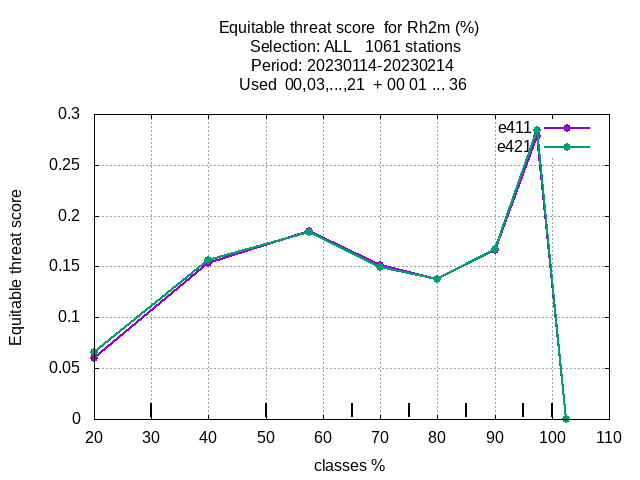 Equitable threat score  for Rh2m (%)
Selection: ALL   1061 stations
Period: 20230114-20230214
Used  00,03,...,21  + 00 01 ... 36
e411
e421
0.3
0.25
0.2
0.15
0.1
0.05
0
Equitable threat score
20 30 40 50 60 70 80 90 100 110
classes %